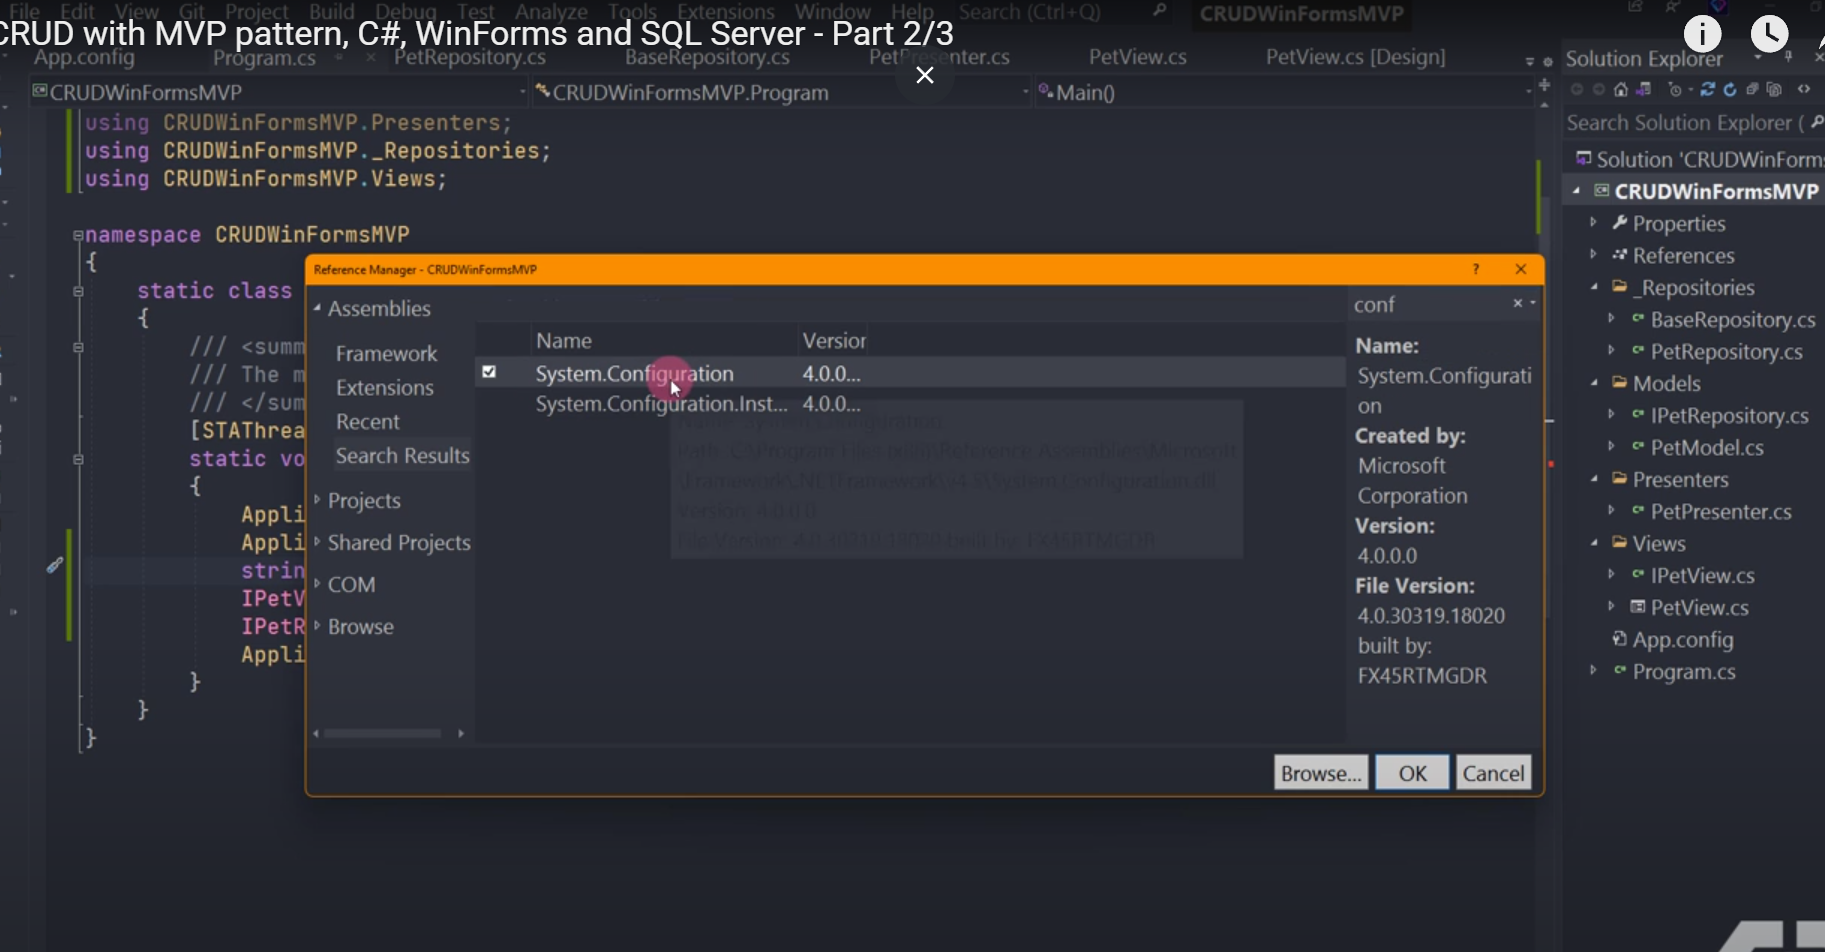 File Edit View Git Project Build Debug Test Analyze Tools Extensions Window Help Search (Ctrl+Q) CRUDWinFormsMVP
CRUD with MVP pattern, C#, WinForms and SQL Server - Part 2/3
App.config Program.cs PetRepository.cs BaseRepository.cs PetPresenter.cs PetView.cs PetView.cs [Design]
CRUDWinFormsMVP CRUDWinFormsMVP.Program Main()
using CRUDWinFormsMVP.Presenters;
using CRUDWinFormsMVP._Repositories;
using CRUDWinFormsMVP.Views;
namespace CRUDWinFormsMVP
{
static class
{
/// <summ
/// The m
/// </sum
[STAThrea
static vo
{
Appli
Appli
strin
IPetV
IPetR
Appli
}
}
}
Reference Manager - CRUDWinFormsMVP
?
Assemblies
Framework
Extensions
Recent
Search Results
Projects
Shared Projects
COM
Browse
Name Version
System.Configuration 4.0.0...
System.Configuration.Inst... 4.0.0...
conf
Name:
System.Configurati
on
Created by:
Microsoft
Corporation
Version:
4.0.0.0
File Version:
4.0.30319.18020
built by:
FX45RTMGDR
Browse... OK Cancel
Solution Explorer
Search Solution Explorer (
Solution 'CRUDWinForms
CRUDWinFormsMVP
Properties
References
_Repositories
BaseRepository.cs
PetRepository.cs
Models
IPetRepository.cs
PetModel.cs
Presenters
PetPresenter.cs
Views
IPetView.cs
PetView.cs
App.config
Program.cs